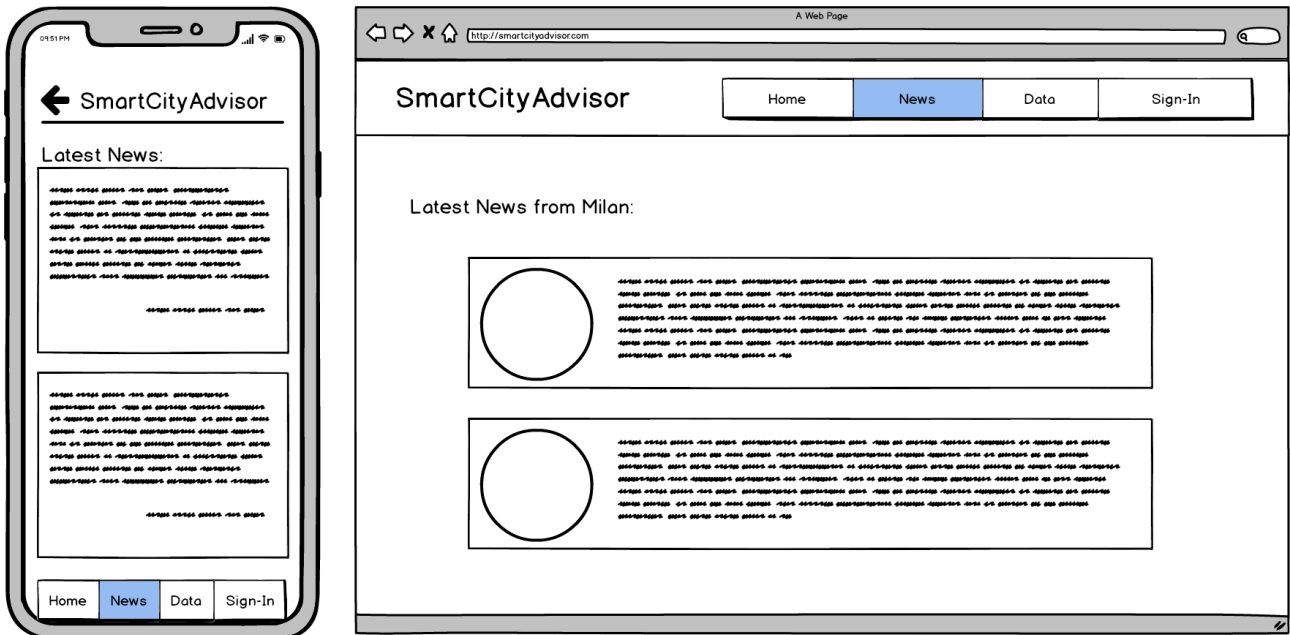 09:51 PM
SmartCityAdvisor
Latest News:
Home News Data Sign-In
A Web Page
http://smartcityadvisor.com
SmartCityAdvisor
Home News Data Sign-In
Latest News from Milan: